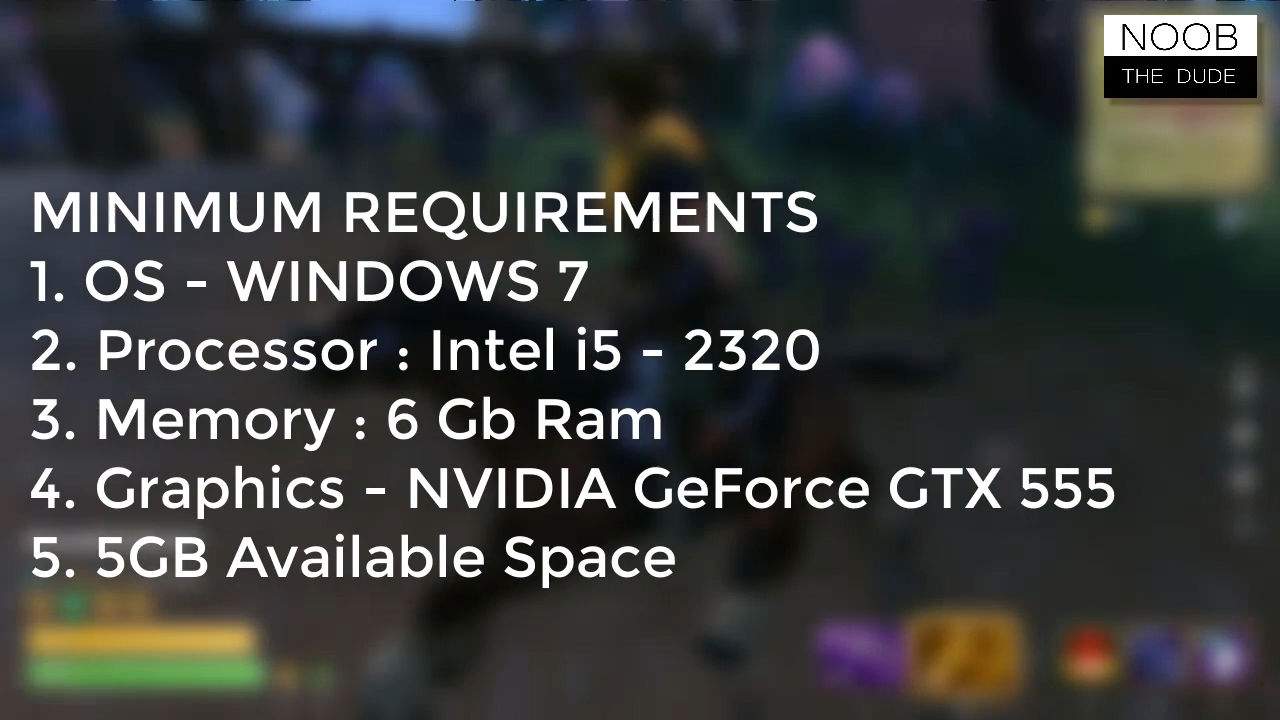 NOOB
THE DUDE
MINIMUM REQUIREMENTS
1. OS - WINDOWS 7
2. Processor : Intel i5 - 2320
3. Memory : 6 Gb Ram
4. Graphics - NVIDIA GeForce GTX 555
5. 5GB Available Space